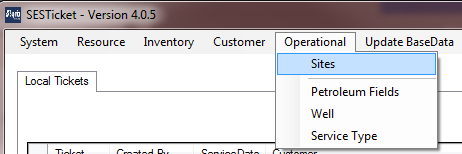 SESTicket - Version 4.0.5
System Resource Inventory Customer Operational Update BaseData
Sites
Local Tickets
Petroleum Fields
Well
Service Type
Ticket Created By ServiceDate Customer